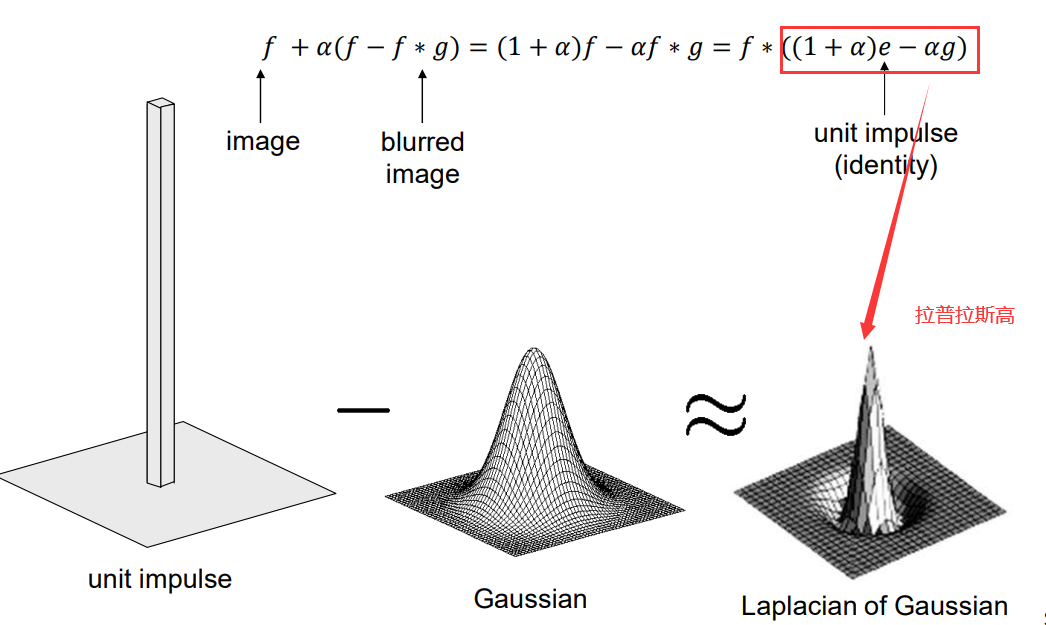 f + α(f − f ∗ g) = (1 + α)f − αf ∗ g = f ∗ ((1 + α)e − αg)
image
blurred
image
unit impulse
(identity)
拉普拉斯高
unit impulse
Gaussian
Laplacian of Gaussian